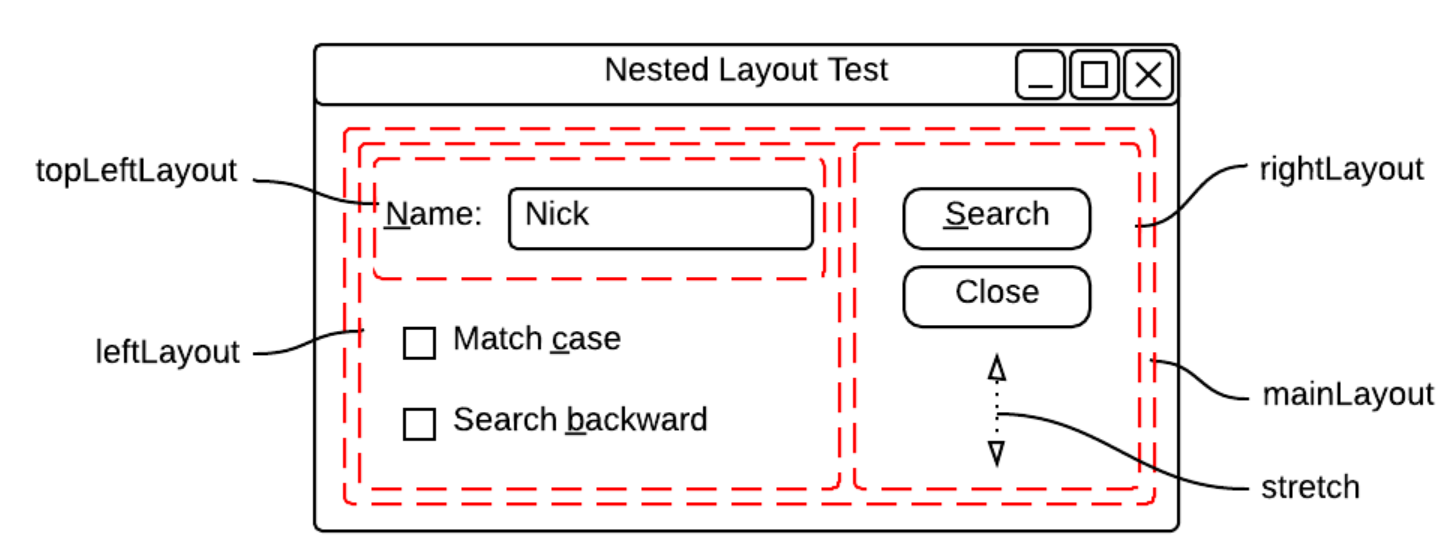 Nested Layout Test
topLeftLayout
rightLayout
Name: Nick
Search
Close
leftLayout
Match case
mainLayout
Search backward
stretch